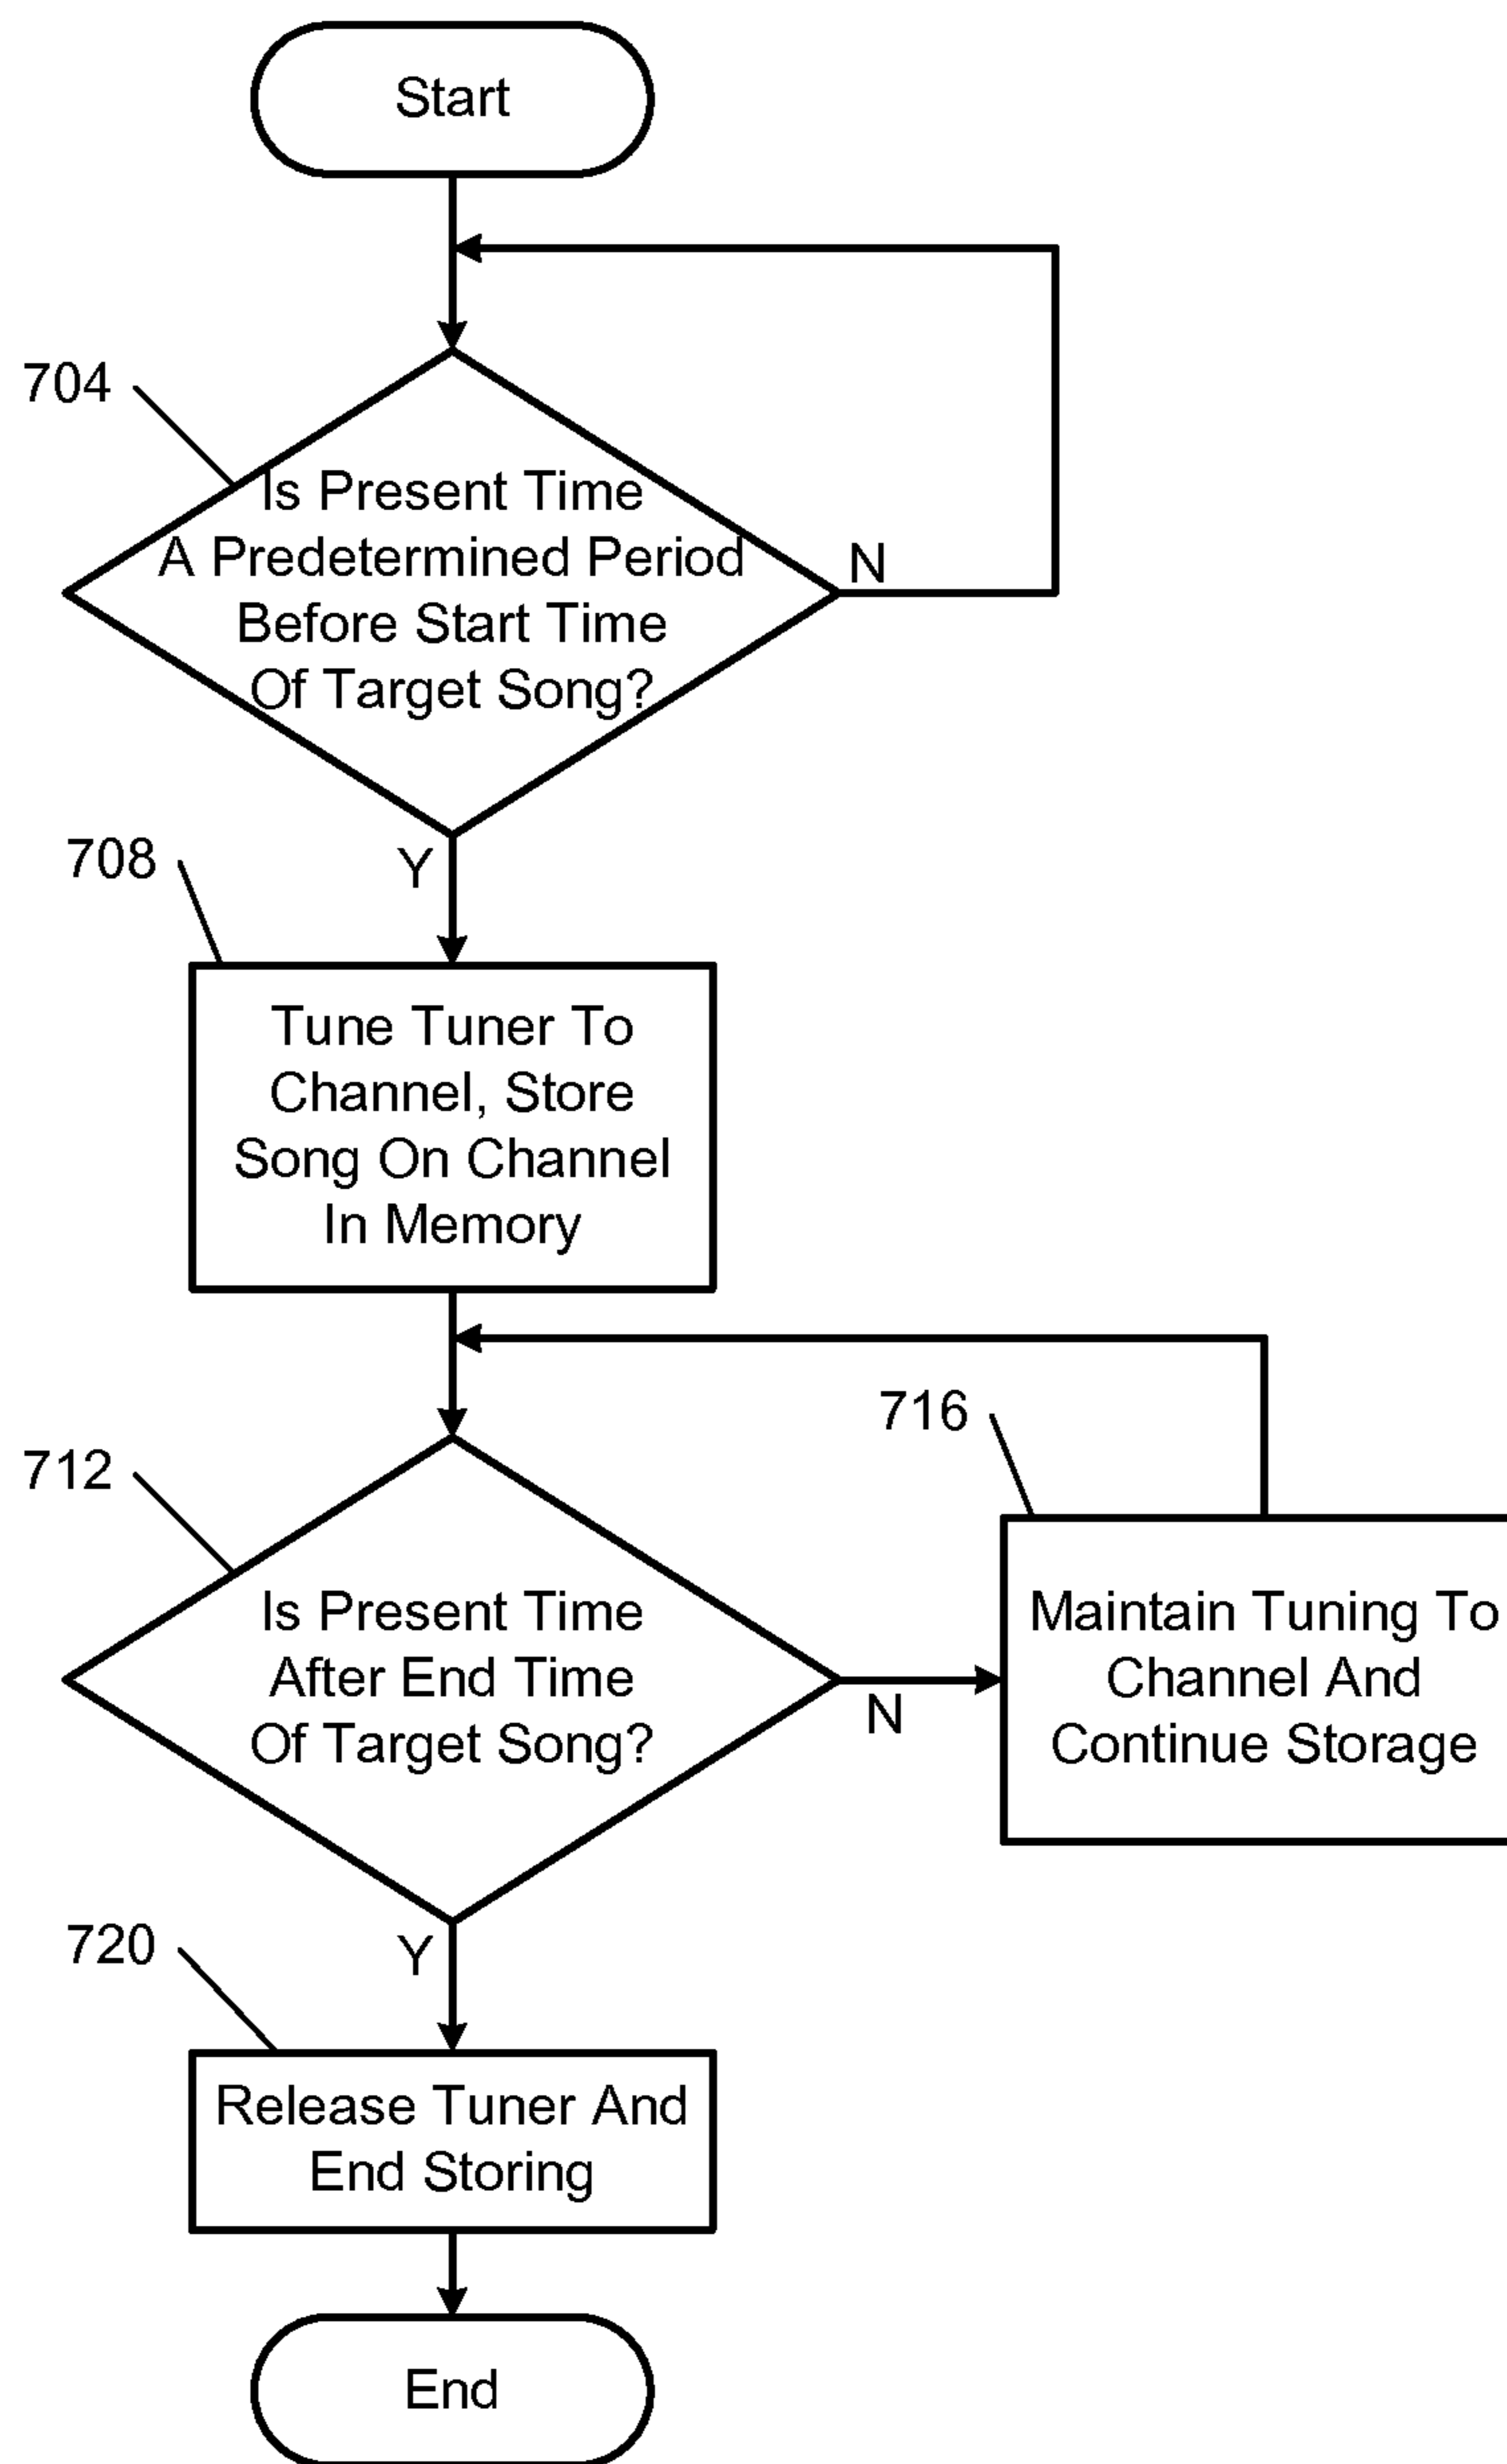 Start
704
Is Present Time
A Predetermined Period
Before Start Time
Of Target Song?
N
Y
708
Tune Tuner To
Channel, Store
Song On Channel
In Memory
712
Is Present Time
After End Time
Of Target Song?
N
716
Maintain Tuning To
Channel And
Continue Storage
Y
720
Release Tuner And
End Storing
End